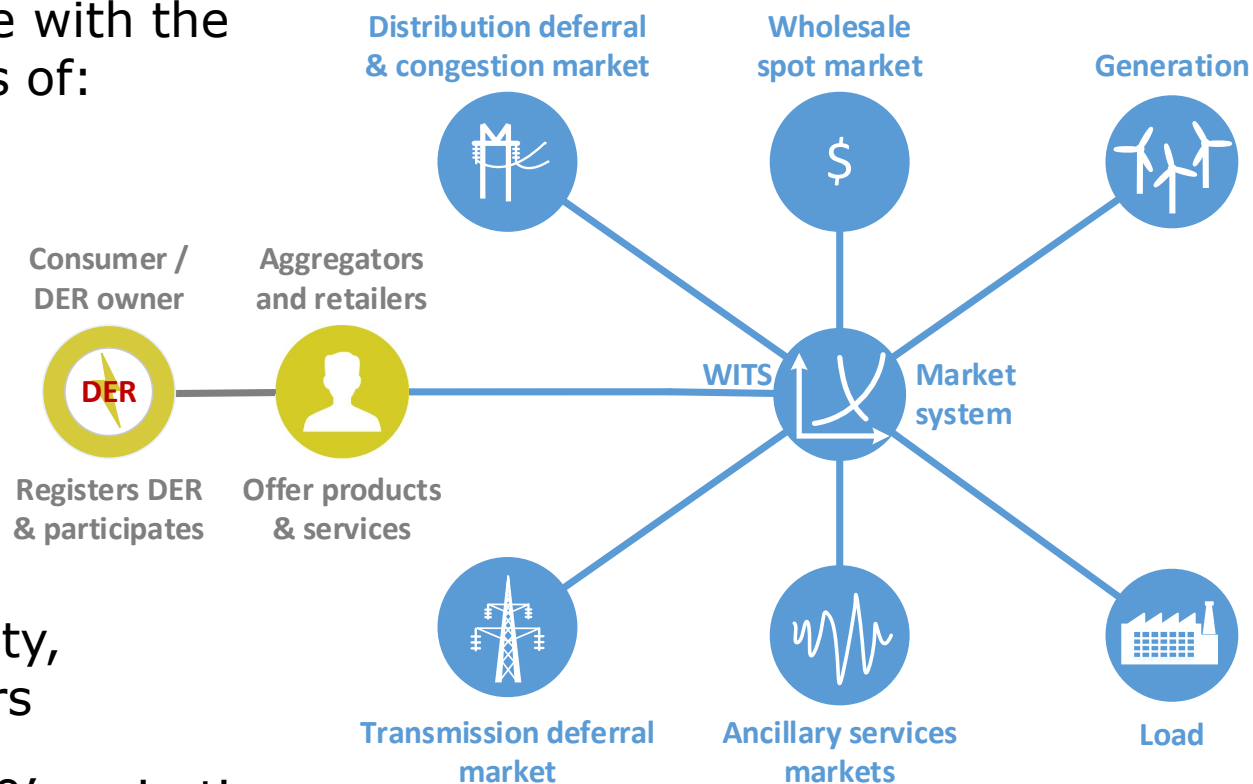 e with the
s of:
Distribution deferral
& congestion market
Wholesale
spot market
Generation
$
Consumer /
DER owner
Aggregators
and retailers
DER
WITS
Market
system
Registers DER
& participates
Offer products
& services
ty,
rs
Transmission deferral
market
Ancillary services
markets
Load